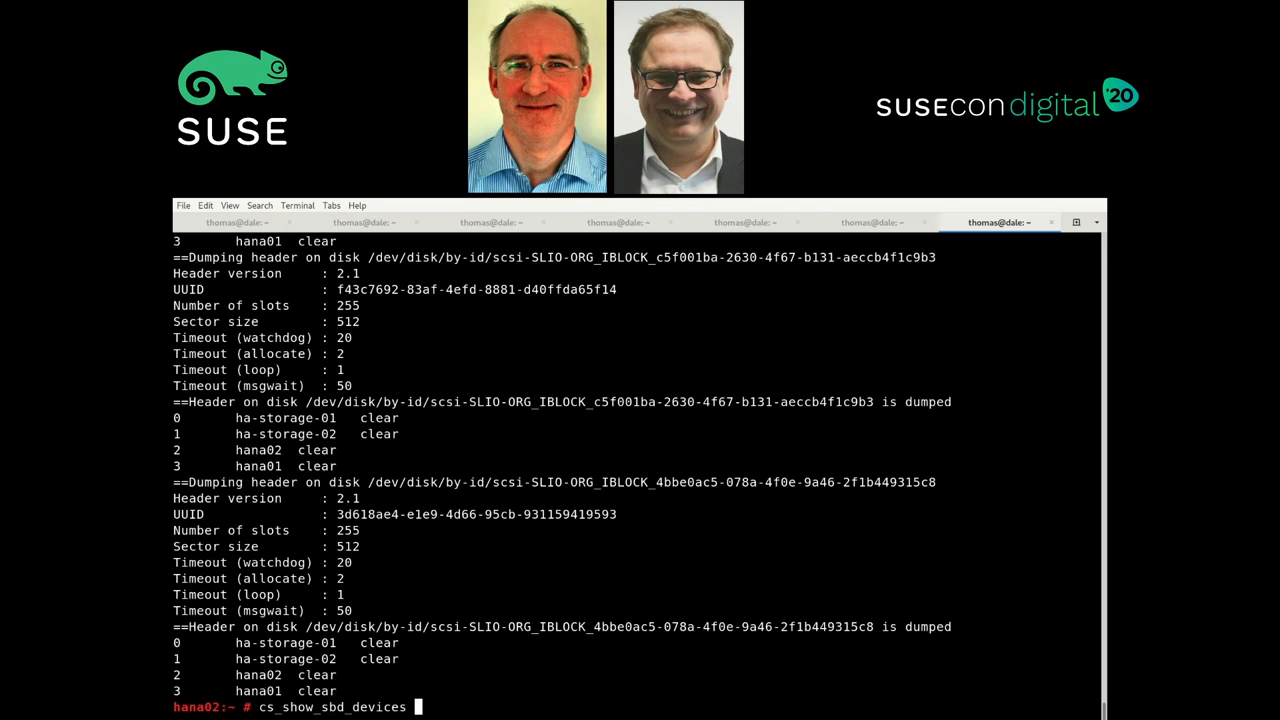 SUSE
SUSECON digital '20
File Edit View Search Terminal Tabs Help
thomas@dale: ~ × thomas@dale: ~ × thomas@dale: ~ × thomas@dale: ~ × thomas@dale: ~ × thomas@dale: ~ × thomas@dale: ~ ×
3 hana01 clear
==Dumping header on disk /dev/disk/by-id/scsi-SLIO-ORG_IBLOCK_c5f001ba-2630-4f67-b131-aeccb4f1c9b3
Header version : 2.1
UUID : f43c7692-83af-4efd-8881-d40ffda65f14
Number of slots : 255
Sector size : 512
Timeout (watchdog) : 20
Timeout (allocate) : 2
Timeout (loop) : 1
Timeout (msgwait) : 50
==Header on disk /dev/disk/by-id/scsi-SLIO-ORG_IBLOCK_c5f001ba-2630-4f67-b131-aeccb4f1c9b3 is dumped
0 ha-storage-01 clear
1 ha-storage-02 clear
2 hana02 clear
3 hana01 clear
==Dumping header on disk /dev/disk/by-id/scsi-SLIO-ORG_IBLOCK_4bbe0ac5-078a-4f0e-9a46-2f1b449315c8
Header version : 2.1
UUID : 3d618ae4-e1e9-4d66-95cb-931159419593
Number of slots : 255
Sector size : 512
Timeout (watchdog) : 20
Timeout (allocate) : 2
Timeout (loop) : 1
Timeout (msgwait) : 50
==Header on disk /dev/disk/by-id/scsi-SLIO-ORG_IBLOCK_4bbe0ac5-078a-4f0e-9a46-2f1b449315c8 is dumped
0 ha-storage-01 clear
1 ha-storage-02 clear
2 hana02 clear
3 hana01 clear
hana02:~ # cs_show_sbd_devices